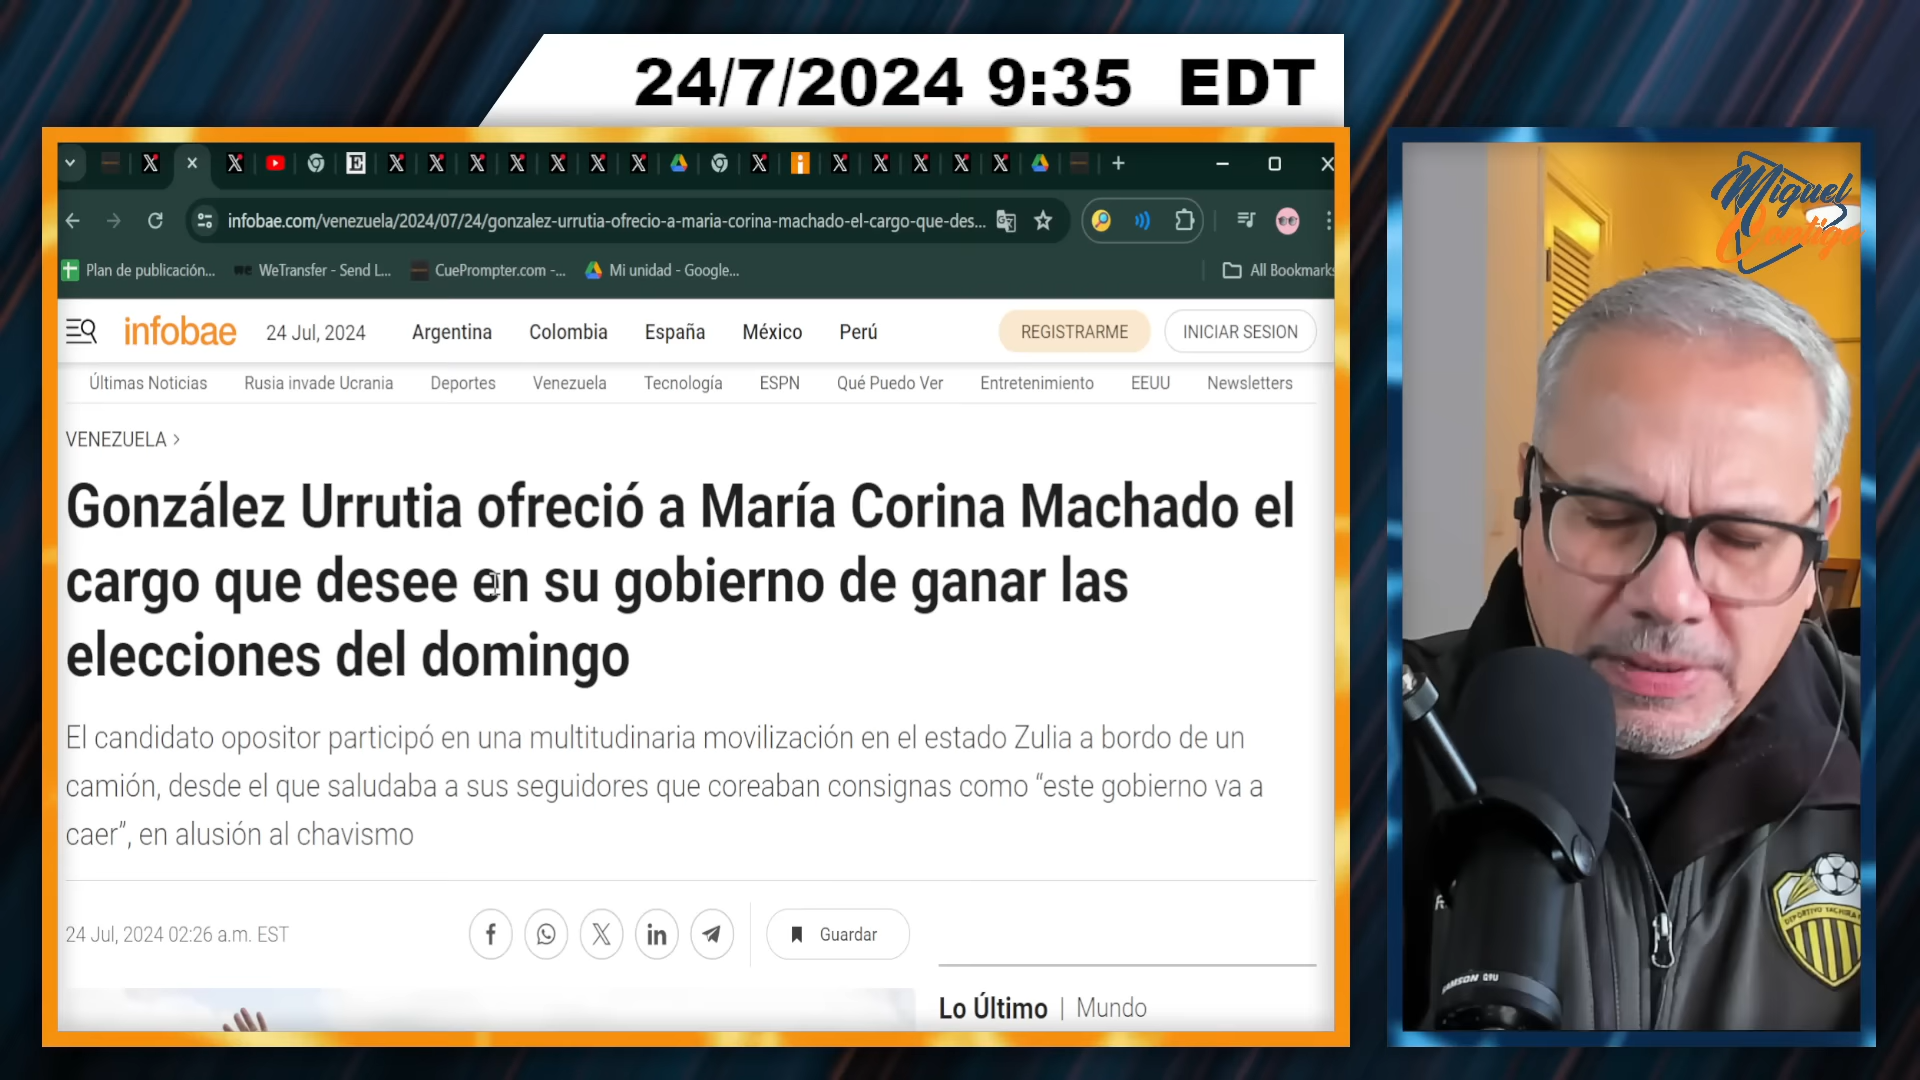 24/7/2024 9:35 EDT
infobae.com/venezuela/2024/07/24/gonzalez-urrutia-ofrecio-a-maria-corina-machado-el-cargo-que-des...
Plan de publicación...
WeTransfer - Send L...
CuePrompter.com -...
Mi unidad - Google...
All Bookmarks
infobae
24 Jul, 2024
Argentina
Colombia
España
México
Perú
REGISTRARME
INICIAR SESION
Últimas Noticias
Rusia invade Ucrania
Deportes
Venezuela
Tecnología
ESPN
Qué Puedo Ver
Entretenimiento
EEUU
Newsletters
VENEZUELA >
González Urrutia ofreció a María Corina Machado el
cargo que desee en su gobierno de ganar las
elecciones del domingo
El candidato opositor participó en una multitudinaria movilización en el estado Zulia a bordo de un
camión, desde el que saludaba a sus seguidores que coreaban consignas como “este gobierno va a
caer”, en alusión al chavismo
24 Jul, 2024 02:26 a.m. EST
Guardar
Lo Último | Mundo
Miguel
Contigo
DEPORTIVO TACHIRA
SAMSON Q9U